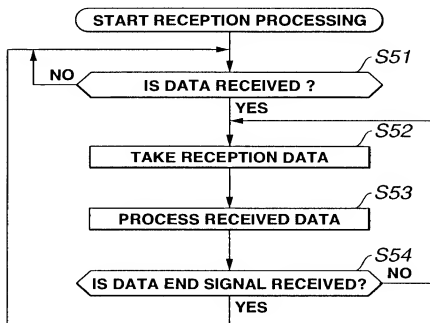 START RECEPTION PROCESSING
S51
NO
IS DATA RECEIVED ?
YES
S52
TAKE RECEPTION DATA
S53
PROCESS RECEIVED DATA
S54
IS DATA END SIGNAL RECEIVED?
NO
YES